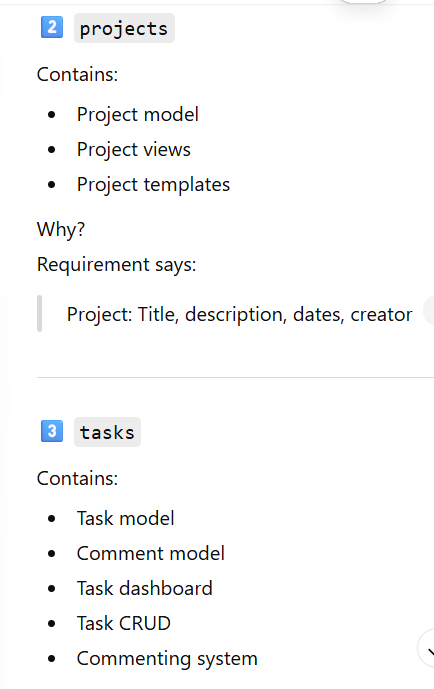 2 projects
Contains:
• Project model
• Project views
• Project templates
Why?
Requirement says:
Project: Title, description, dates, creator
3 tasks
Contains:
• Task model
• Comment model
• Task dashboard
• Task CRUD
• Commenting system